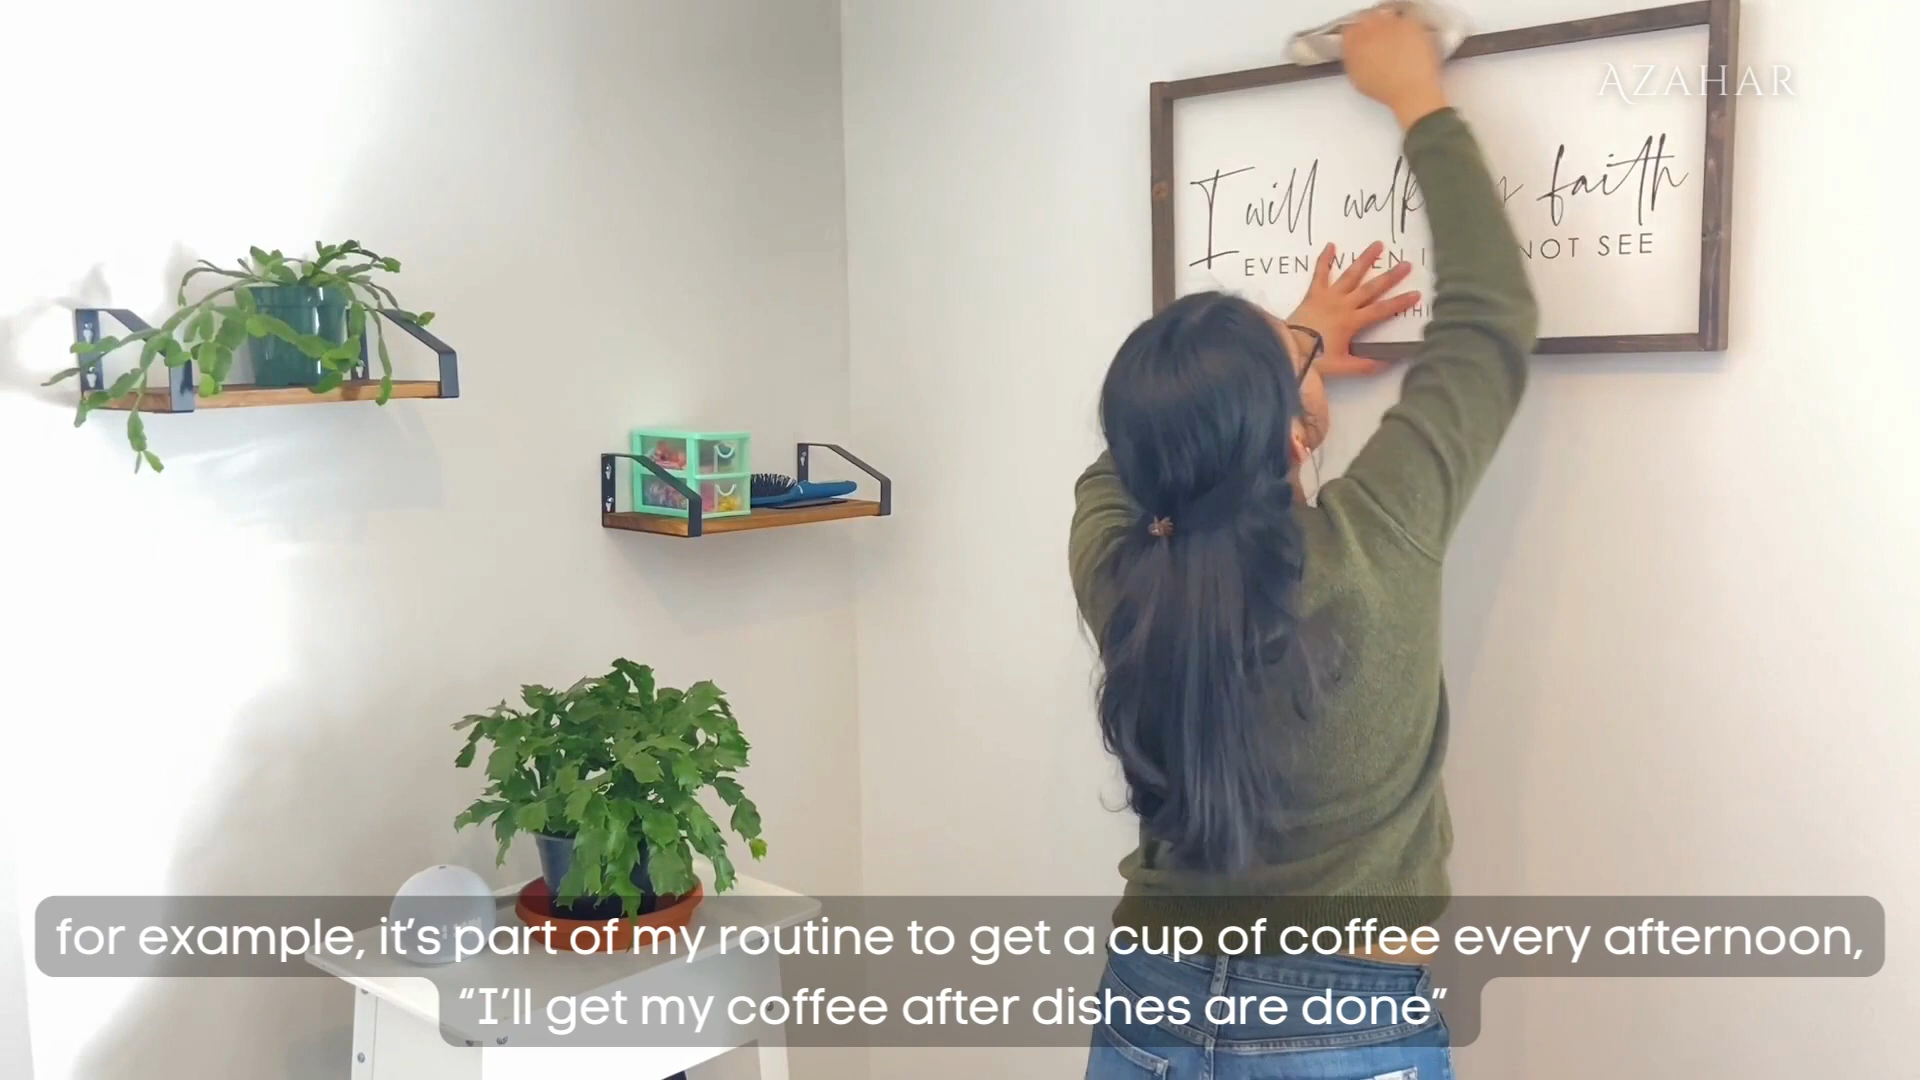 AZAHAR
I will walk faith
EVEN WHEN I NOT SEE
for example, it's part of my routine to get a cup of coffee every afternoon,
“I'll get my coffee after dishes are done”